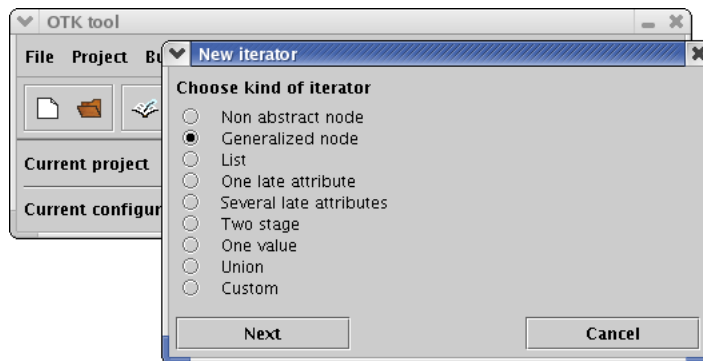 OTK tool
File Project
New iterator
Choose kind of iterator
Non abstract node
Generalized node
List
One late attribute
Several late attributes
Two stage
One value
Union
Custom
Next Cancel
Current project
Current